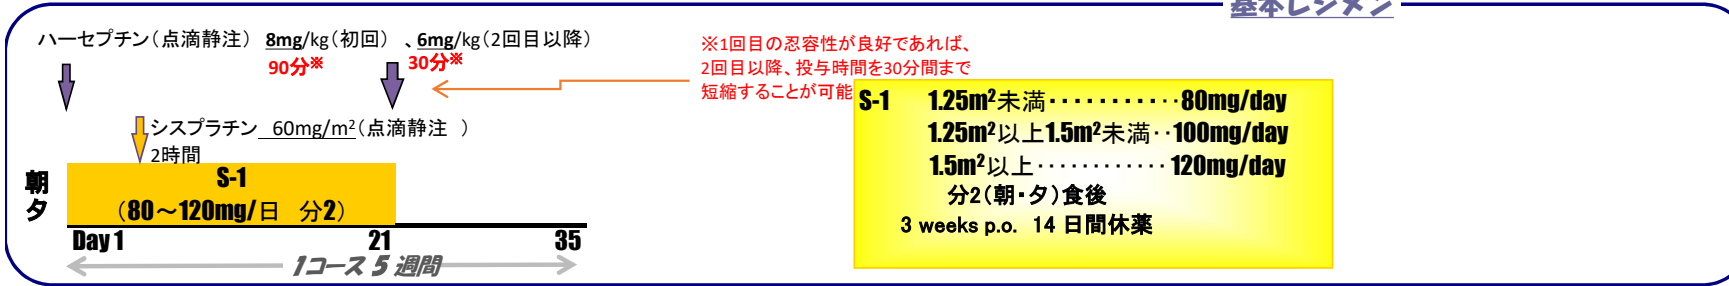 基本レジメン
ハーセプチン(点滴静注) 8mg/kg(初回) 、6mg/kg(2回目以降)
90分※ 30分※
※1回目の忍容性が良好であれば、
2回目以降、投与時間を30分間まで
短縮することが可能
シスプラチン 60mg/m²(点滴静注 )
2時間
朝
夕
S-1
(80～120mg/日 分2)
Day 1 21 35
1コース 5 週間
S-1 1.25m²未満・・・・・・・・・・・80mg/day
1.25m²以上1.5m²未満・・100mg/day
1.5m²以上・・・・・・・・・・・・120mg/day
分2(朝・夕)食後
3 weeks p.o. 14 日間休薬